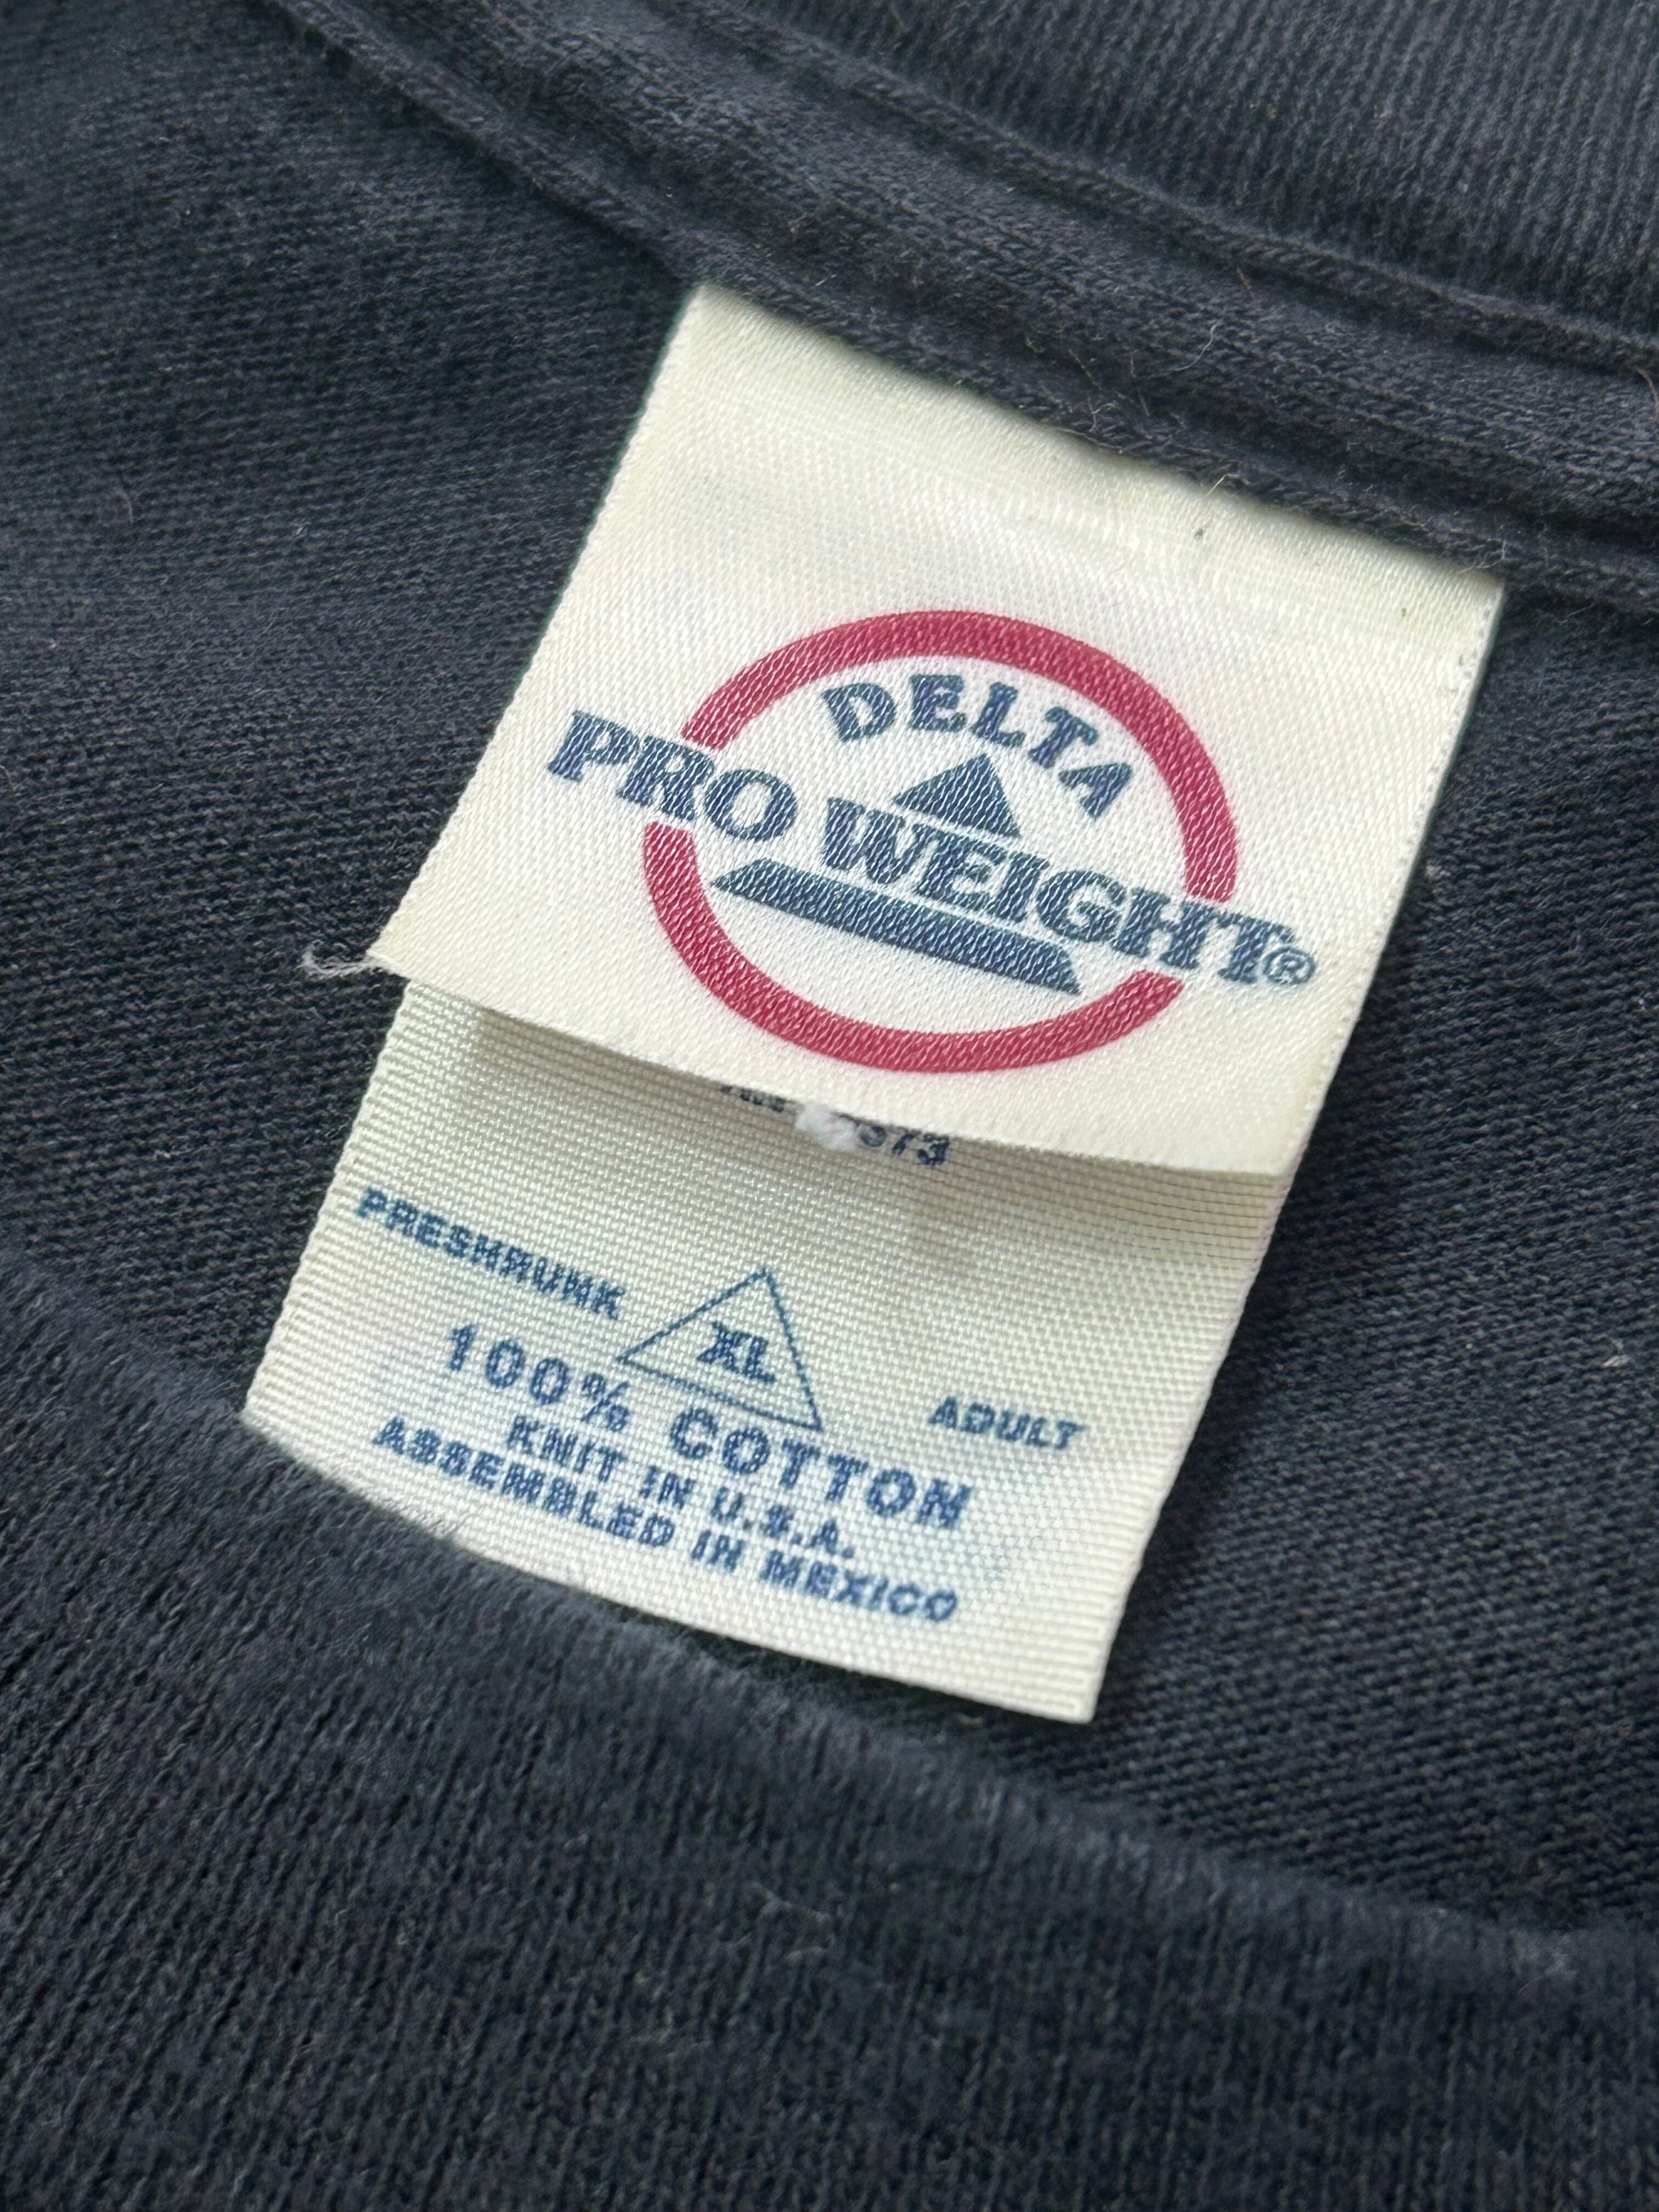 DELTA
PRO WEIGHT®
PRESHRUNK
XL
ADULT
100% COTTON
KNIT IN U.S.A.
ASSEMBLED IN MEXICO